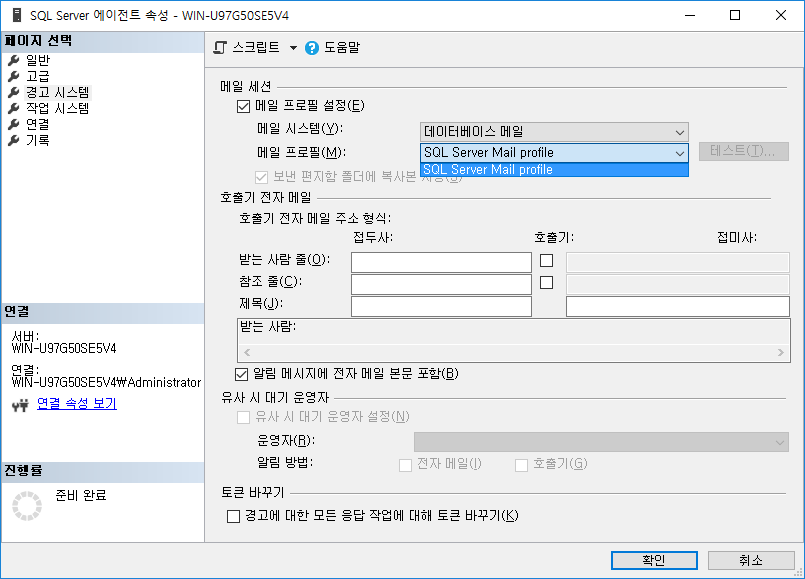 SQL Server 에이전트 속성 - WIN-U97G50SE5V4
페이지 선택
일반
고급
경고 시스템
작업 시스템
연결
기록
스크립트
도움말
메일 세션
메일 프로필 설정(E)
메일 시스템(Y): 데이터베이스 메일
메일 프로필(M): SQL Server Mail profile 테스트(T)...
SQL Server Mail profile
보낸 편지함 폴더에 복사본
호출기 전자 메일
호출기 전자 메일 주소 형식:
접두사: 호출기: 접미사:
받는 사람 줄(O):
참조 줄(C):
제목(J):
받는 사람:
알림 메시지에 전자 메일 본문 포함(B)
유사 시 대기 운영자
유사 시 대기 운영자 설정(N)
운영자(R):
알림 방법: 전자 메일(I) 호출기(G)
토큰 바꾸기
경고에 대한 모든 응답 작업에 대해 토큰 바꾸기(K)
연결
서버:
WIN-U97G50SE5V4
연결:
WIN-U97G50SE5V4₩Administrator
연결 속성 보기
진행률
준비 완료
확인 취소